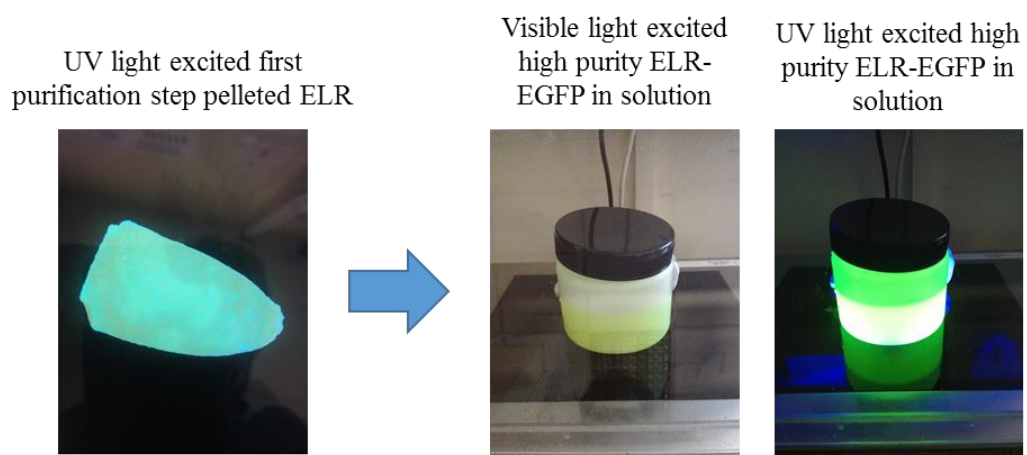 UV light excited first
purification step pelleted ELR
Visible light excited
high purity ELR-
EGFP in solution
UV light excited high
purity ELR-EGFP in
solution